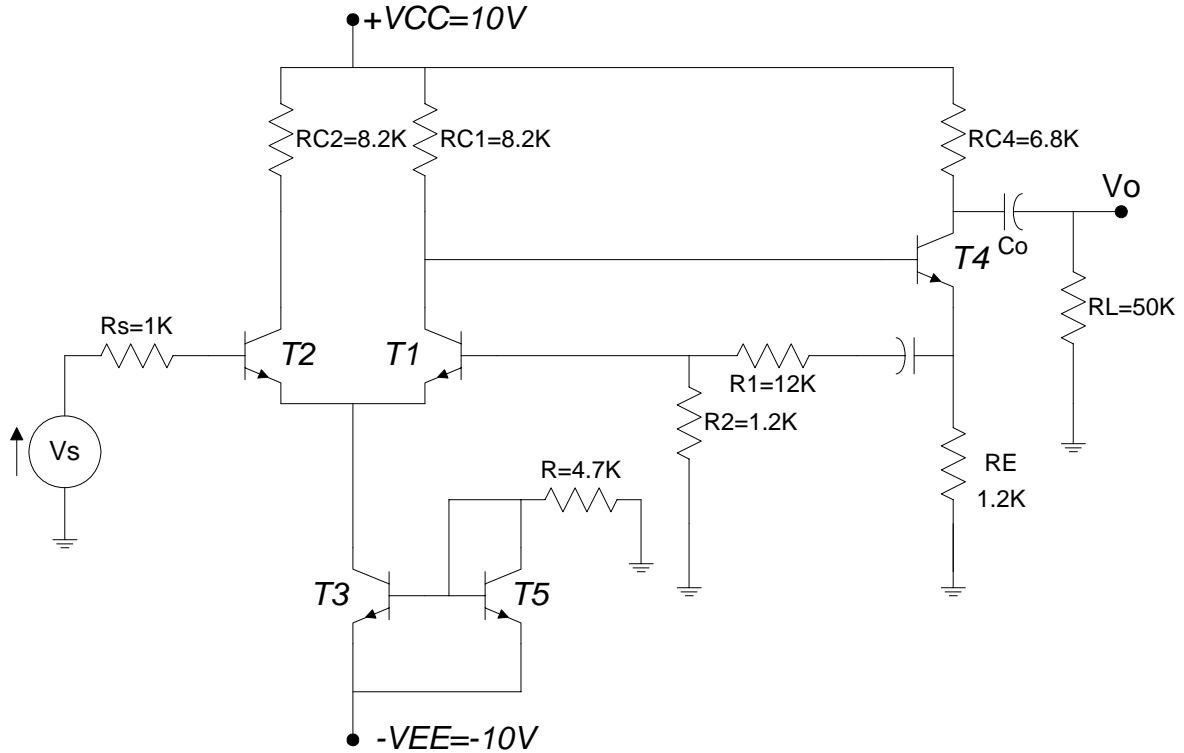 +VCC=10V
RC2=8.2K
RC1=8.2K
RC4=6.8K
Vo
Co
T4
RL=50K
Rs=1K
T2
T1
R1=12K
R2=1.2K
Vs
RE
1.2K
R=4.7K
T3
T5
-VEE=-10V